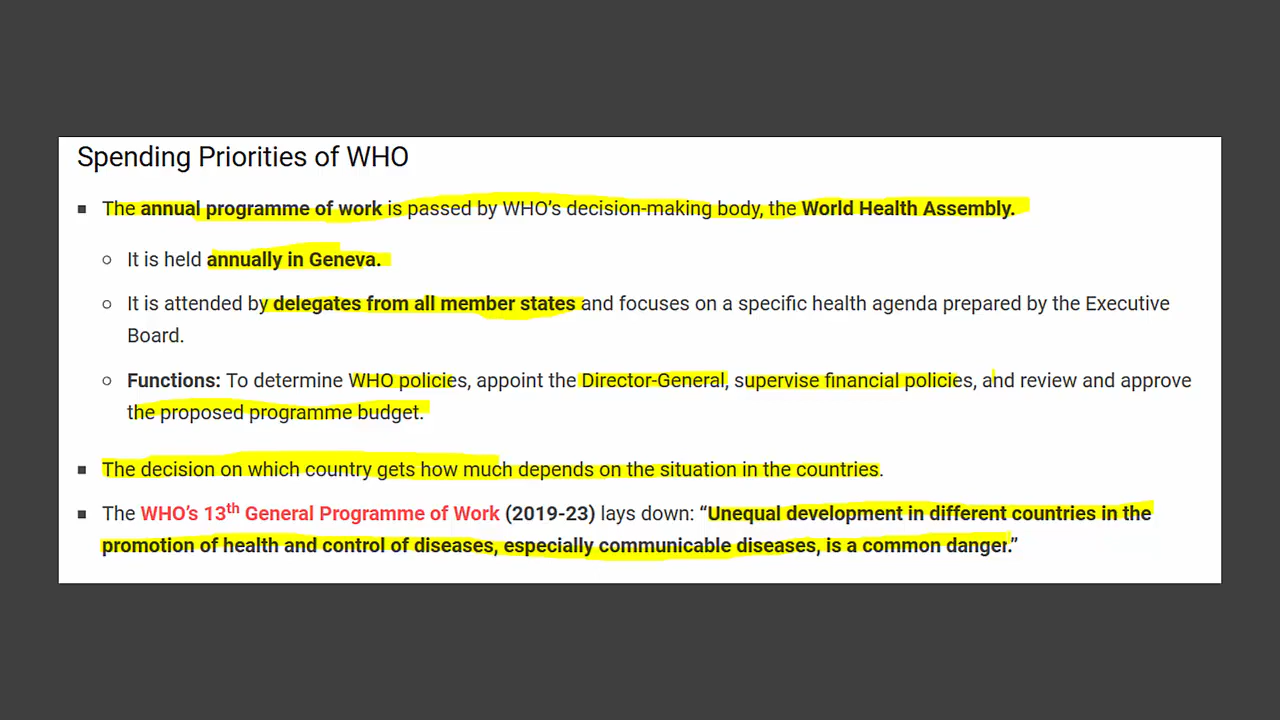 Spending Priorities of WHO
▪ The annual programme of work is passed by WHO’s decision-making body, the World Health Assembly.
○ It is held annually in Geneva.
○ It is attended by delegates from all member states and focuses on a specific health agenda prepared by the Executive
Board.
○ Functions: To determine WHO policies, appoint the Director-General, supervise financial policies, and review and approve
the proposed programme budget.
▪ The decision on which country gets how much depends on the situation in the countries.
▪ The WHO’s 13th General Programme of Work (2019-23) lays down: “Unequal development in different countries in the
promotion of health and control of diseases, especially communicable diseases, is a common danger.”